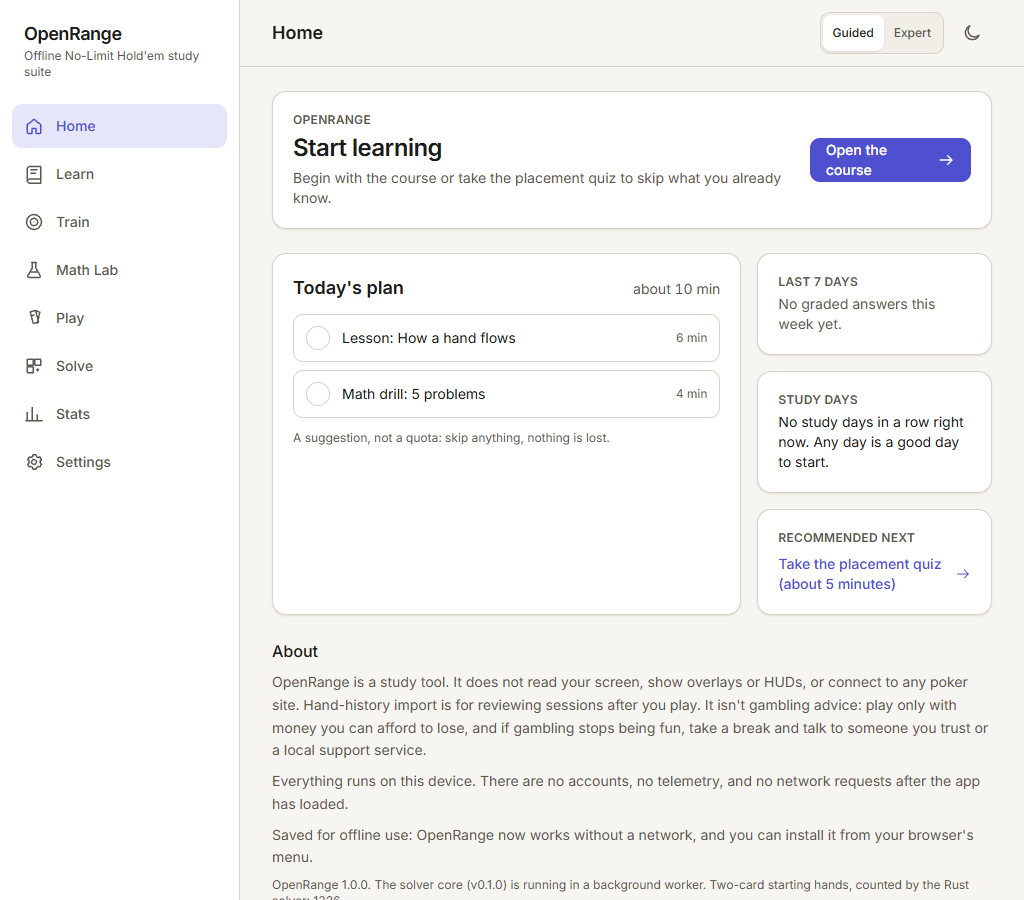 OpenRange
Offline No-Limit Hold'em study
suite
Home
Learn
Train
Math Lab
Play
Solve
Stats
Settings
Home
Guided
Expert
OPENRANGE
Start learning
Begin with the course or take the placement quiz to skip what you already
know.
Open the
course
Today's plan
about 10 min
Lesson: How a hand flows
6 min
Math drill: 5 problems
4 min
A suggestion, not a quota: skip anything, nothing is lost.
LAST 7 DAYS
No graded answers this
week yet.
STUDY DAYS
No study days in a row right
now. Any day is a good day
to start.
RECOMMENDED NEXT
Take the placement quiz
(about 5 minutes)
About
OpenRange is a study tool. It does not read your screen, show overlays or HUDs, or connect to any poker
site. Hand-history import is for reviewing sessions after you play. It isn't gambling advice: play only with
money you can afford to lose, and if gambling stops being fun, take a break and talk to someone you trust or
a local support service.
Everything runs on this device. There are no accounts, no telemetry, and no network requests after the app
has loaded.
Saved for offline use: OpenRange now works without a network, and you can install it from your browser's
menu.
OpenRange 1.0.0. The solver core (v0.1.0) is running in a background worker. Two-card starting hands, counted by the Rust
solver: 1326